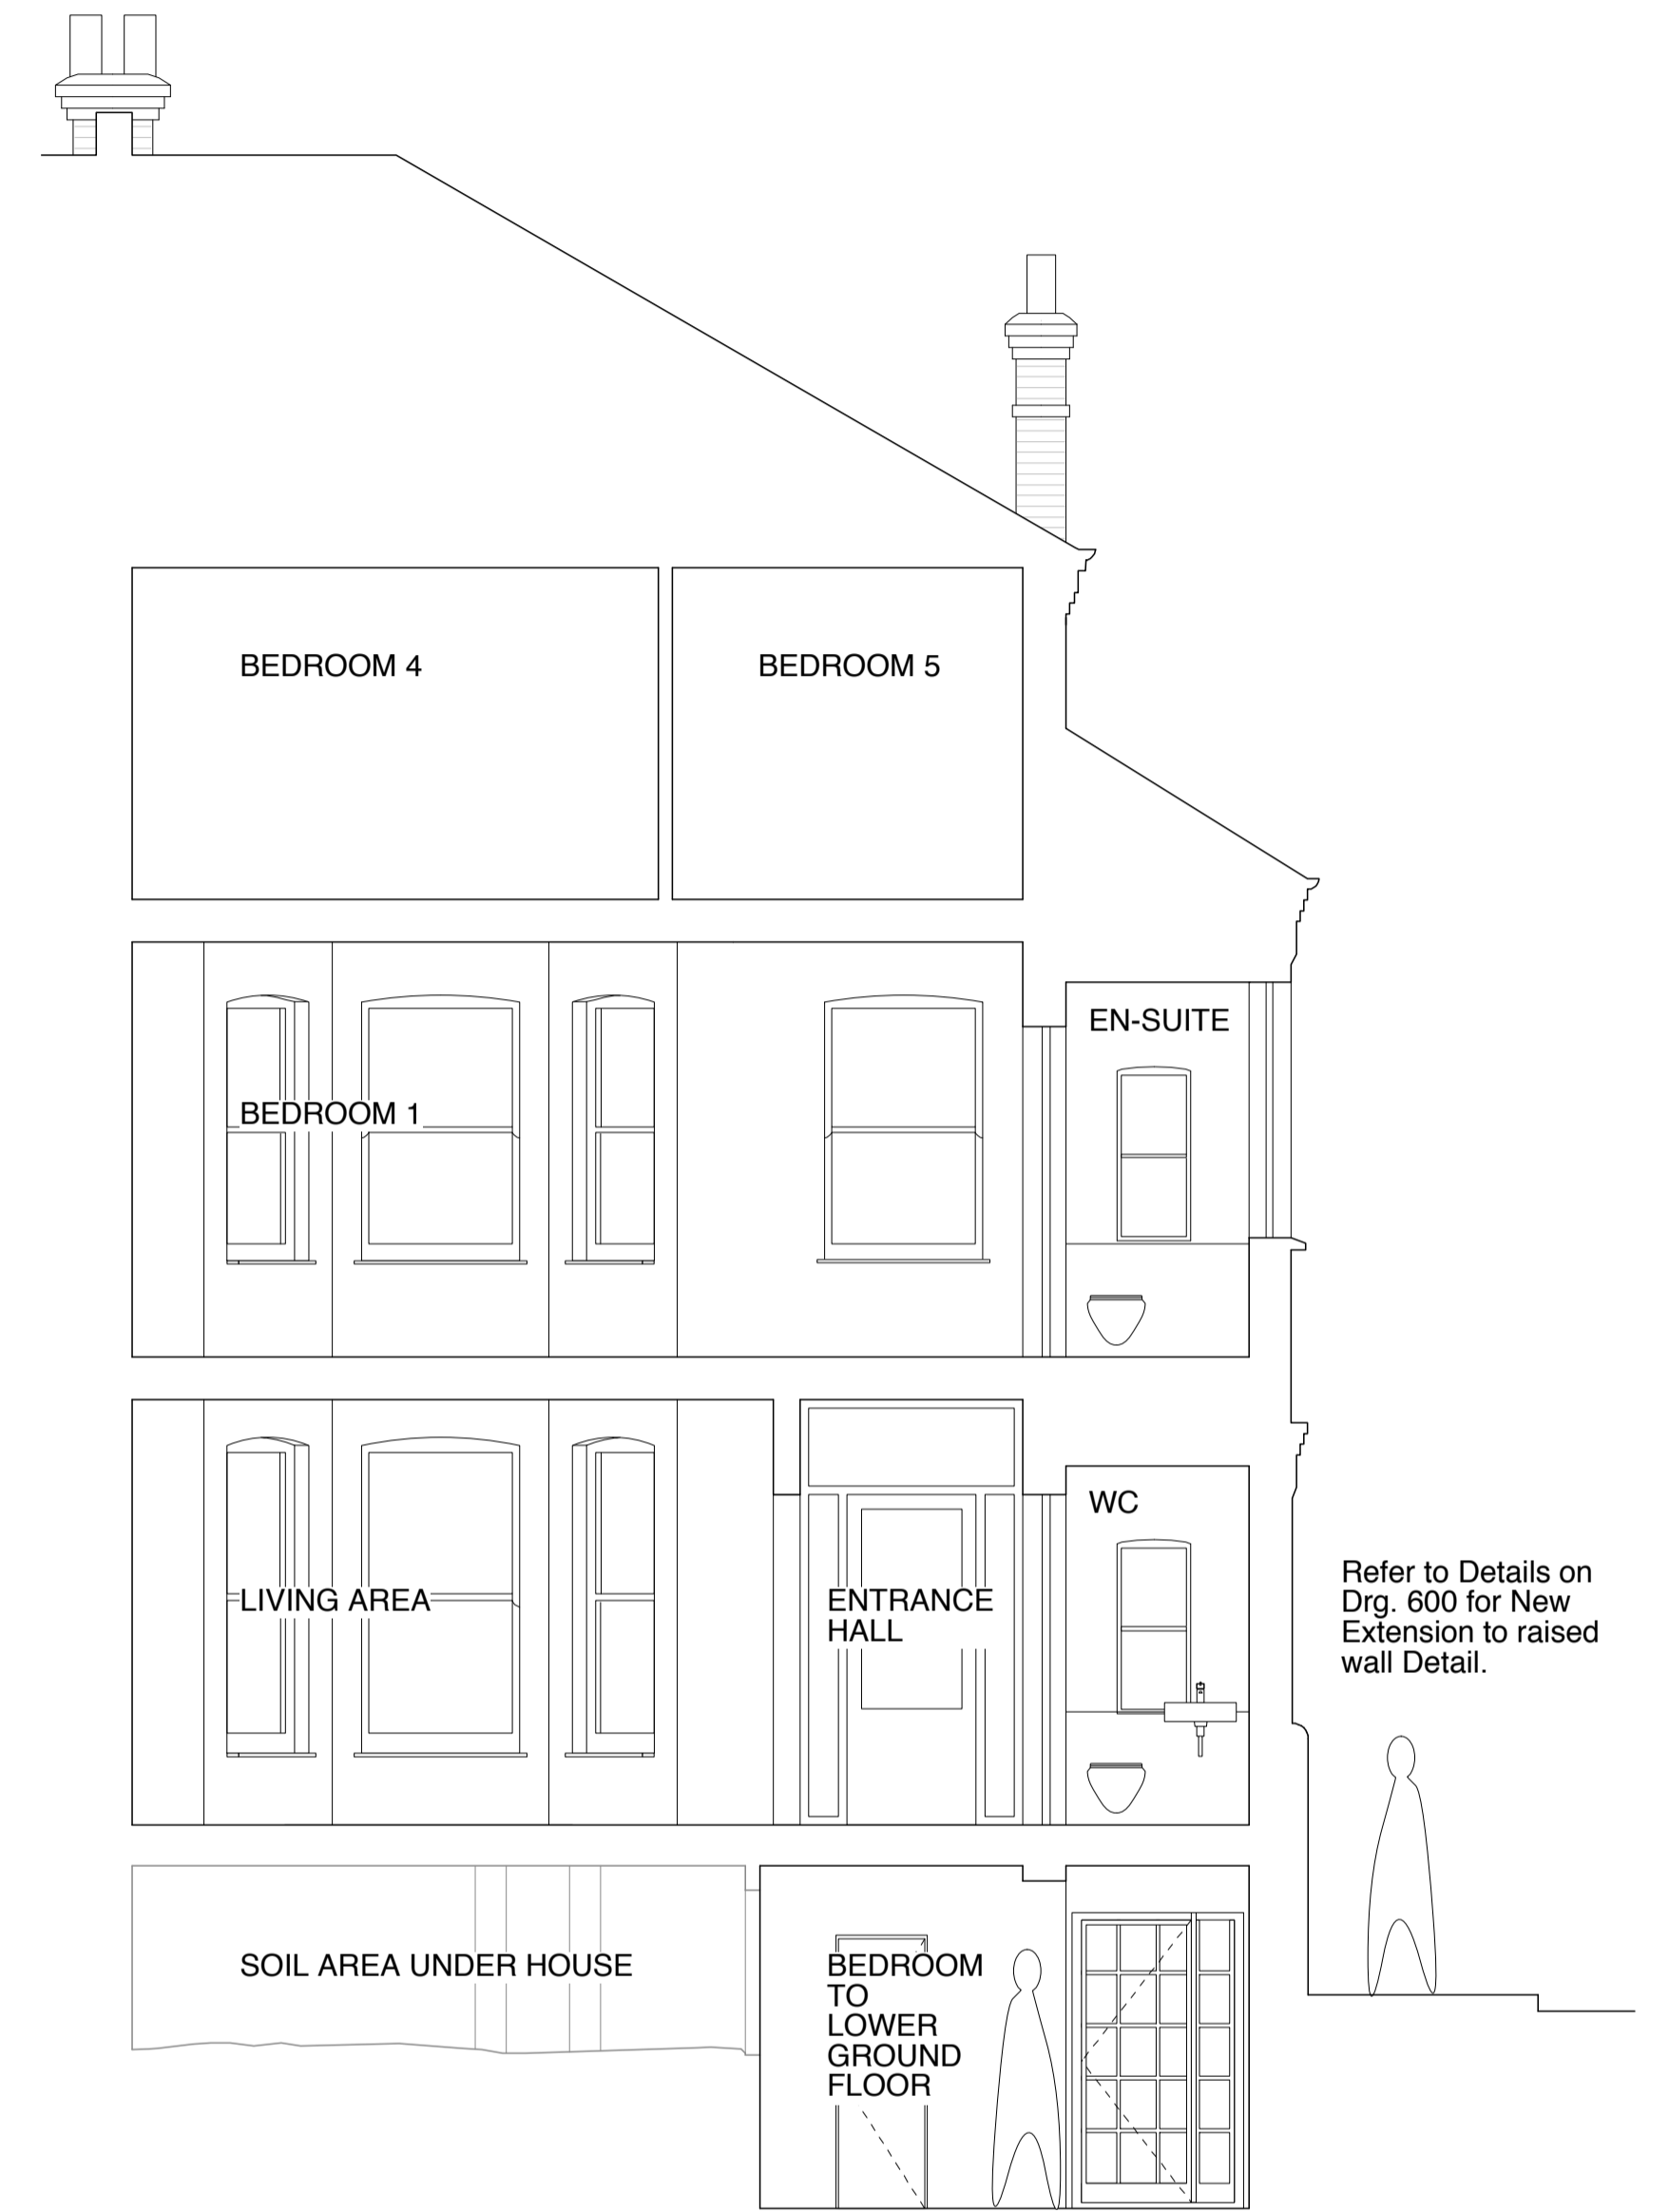 BEDROOM 4
BEDROOM 5
EN-SUITE
BEDROOM 1
WC
LIVING AREA
ENTRANCE
HALL
Refer to Details on
Drg. 600 for New
Extension to raised
wall Detail.
SOIL AREA UNDER HOUSE
BEDROOM
TO
LOWER
GROUND
FLOOR